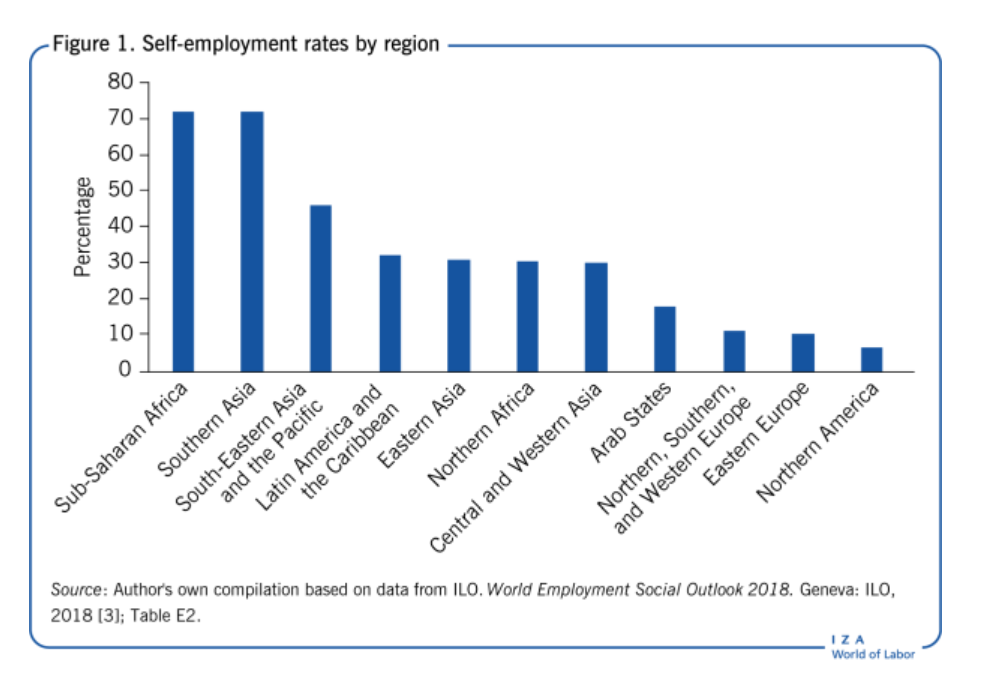 Figure 1. Self-employment rates by region
80
70
60
50
40
30
20
10
0
Percentage
Sub-Saharan Africa
Southern Asia
South-Eastern Asia
and the Pacific
Latin America and
the Caribbean
Eastern Asia
Northern Africa
Central and Western Asia
Arab States
Northern, Southern,
and Western Europe
Eastern Europe
Northern America
Source: Author's own compilation based on data from ILO. World Employment Social Outlook 2018. Geneva: ILO,
2018 [3]; Table E2.
I Z A
World of Labor